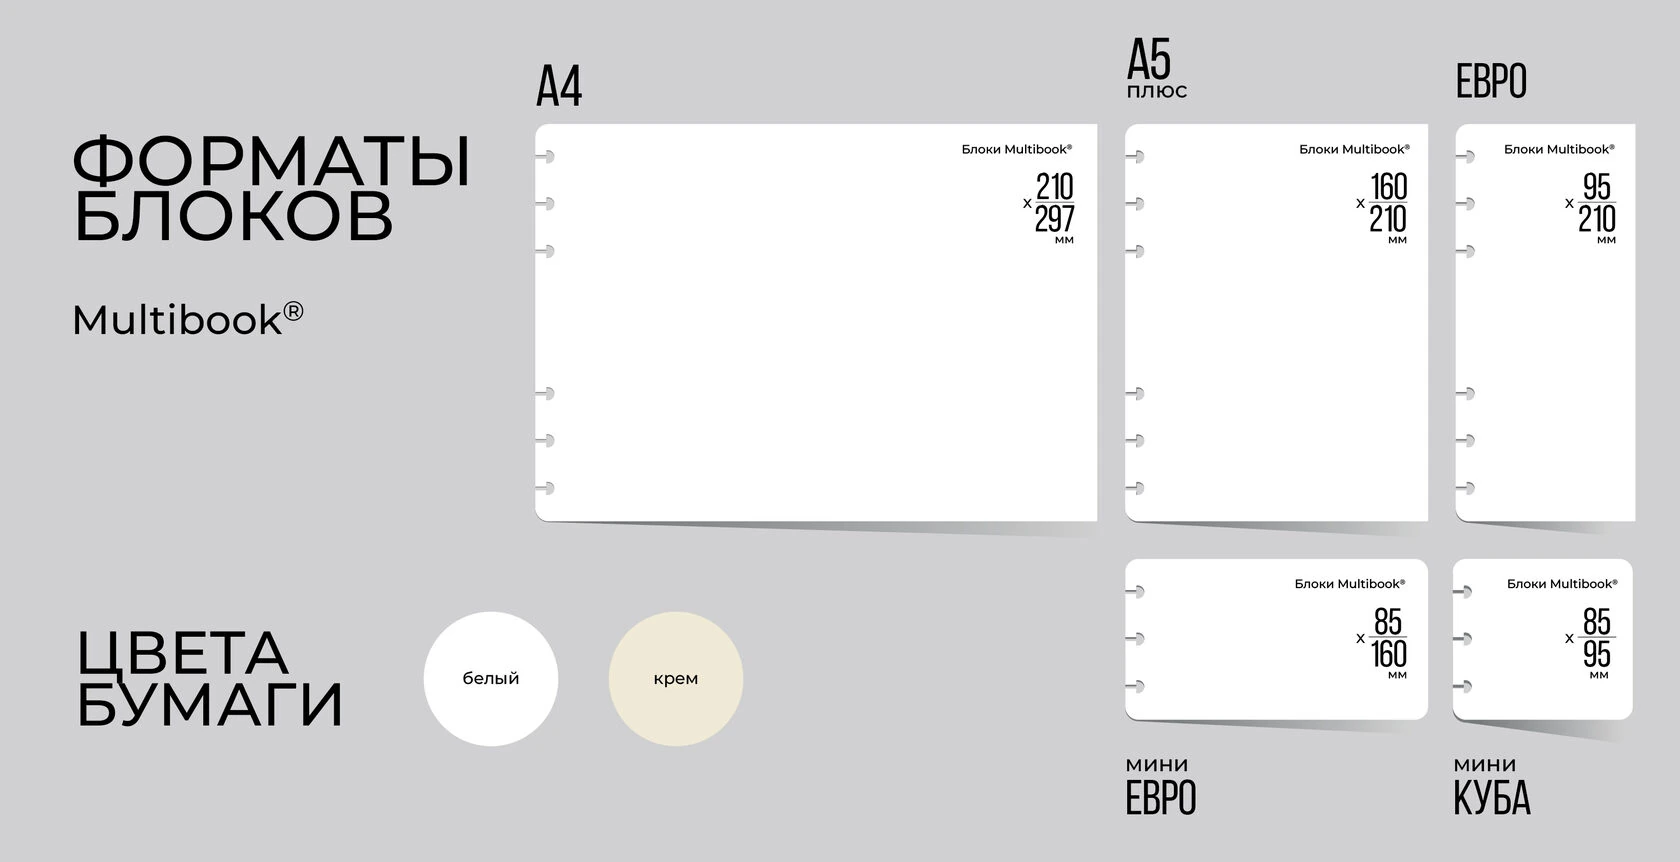 ФОРМАТЫ
БЛОКОВ
Multibook®
А4
Блоки Multibook®
х 210
297
мм
А5
плюс
Блоки Multibook®
х 160
210
мм
ЕВРО
Блоки Multibook®
х 95
210
мм
Блоки Multibook®
х 85
160
мм
мини
ЕВРО
Блоки Multibook®
х 85
95
мм
мини
КУБА
ЦВЕТА
БУМАГИ
белый
крем